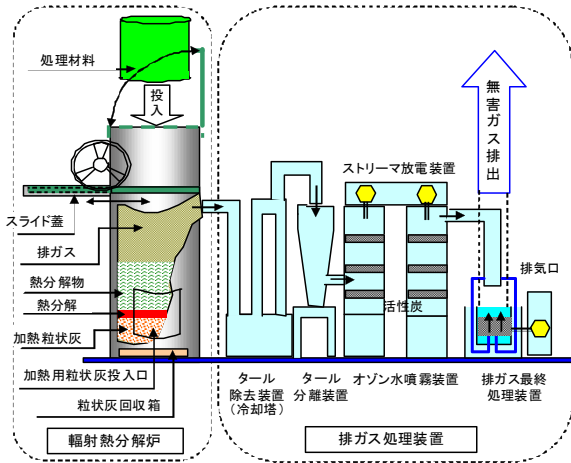 処理材料
投
入
スライド蓋
排ガス
熱分解物
熱分解
加熱粒状灰
加熱用粒状灰投入口
粒状灰回収箱
輻射熱分解炉
無害ガス排出
ストリーマ放電装置
活性炭
排気口
タール
除去装置
(冷却塔)
タール
分離装置
オゾン水噴霧装置
排ガス最終
処理装置
排ガス処理装置